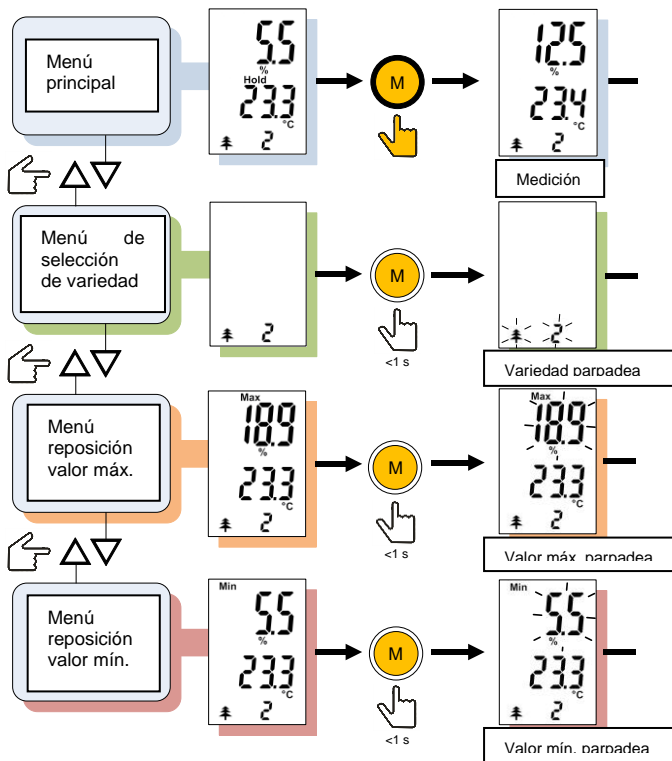 Menú
principal
5.5
%
Hold
23.3
°C
2
M
12.5
%
23.4
°C
2
Medición
Menú de
selección
de variedad
2
M
<1 s
2
Variedad parpadea
Menú
reposición
valor máx.
Max
18.9
%
23.3
°C
2
M
<1 s
Max
18.9
%
23.3
°C
2
Valor máx. parpadea
Menú
reposición
valor mín.
Min
5.5
%
23.3
°C
2
M
<1 s
Min
5.5
%
23.3
°C
2
Valor mín. parpadea